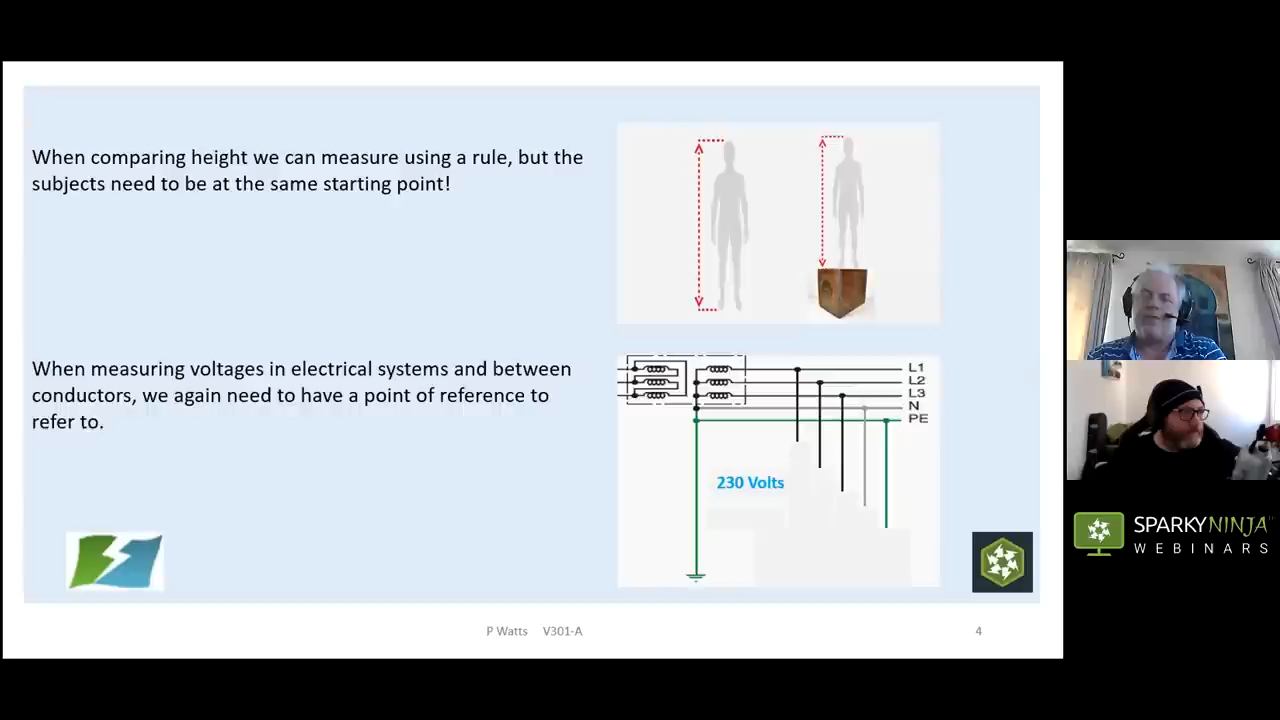 When comparing height we can measure using a rule, but the
subjects need to be at the same starting point!
When measuring voltages in electrical systems and between
conductors, we again need to have a point of reference to
refer to.
L1
L2
L3
N
PE
230 Volts
P Watts V301-A
4
SPARKYNINJA
WEBINARS